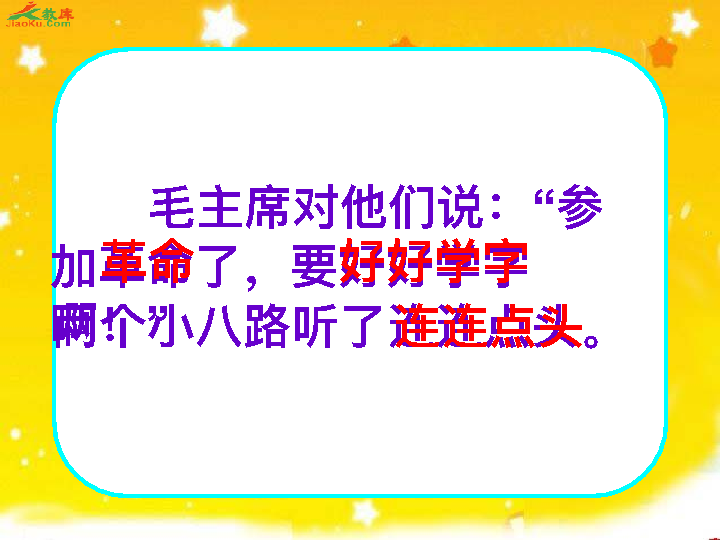 教库
JiaoKu.com
毛主席对他们说：“参
加革命了，要好好学字
啊！”
两个小八路听了连连点头。